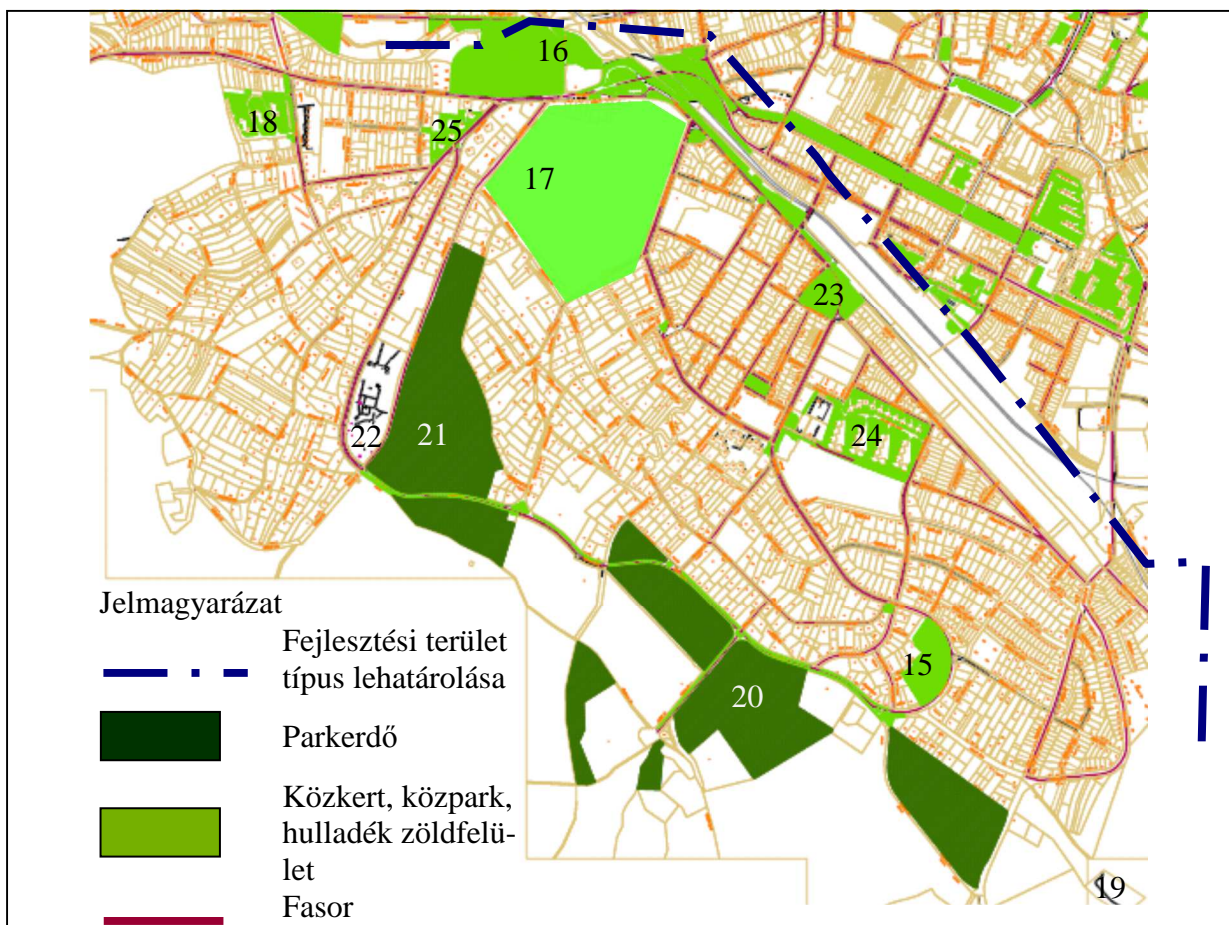 16
18
25
17
23
24
22
21
15
20
19
Jelmagyarázat
Fejlesztési terület
típus lehatárolása
Parkerdő
Közkert, közpark,
hulladék zöldfelü-
let
Fasor